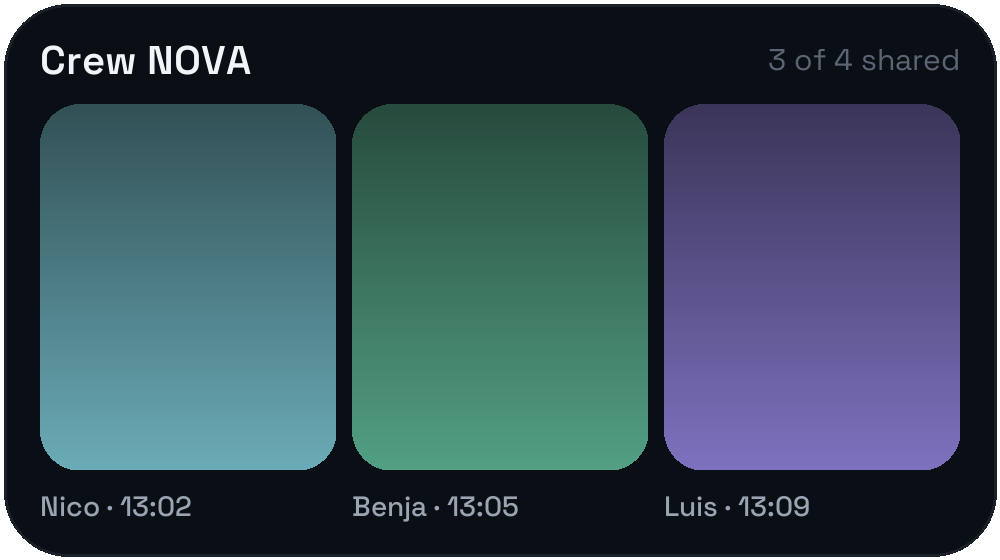 Crew NOVA
3 of 4 shared
Nico · 13:02
Benja · 13:05
Luis · 13:09